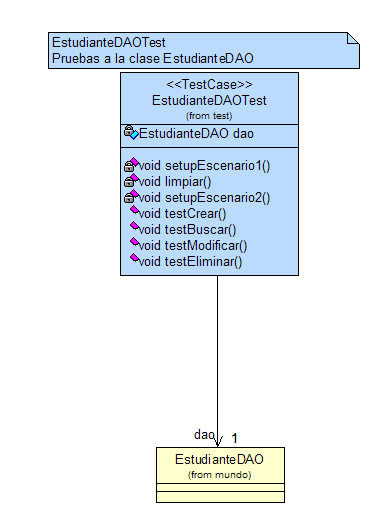 EstudianteDAOTest
Pruebas a la clase EstudianteDAO
<<TestCase>>
EstudianteDAOTest
(from test)
EstudianteDAO dao
void setupEscenario1()
void limpiar()
void setupEscenario2()
void testCrear()
void testBuscar()
void testModificar()
void testEliminar()
dao 1
EstudianteDAO
(from mundo)